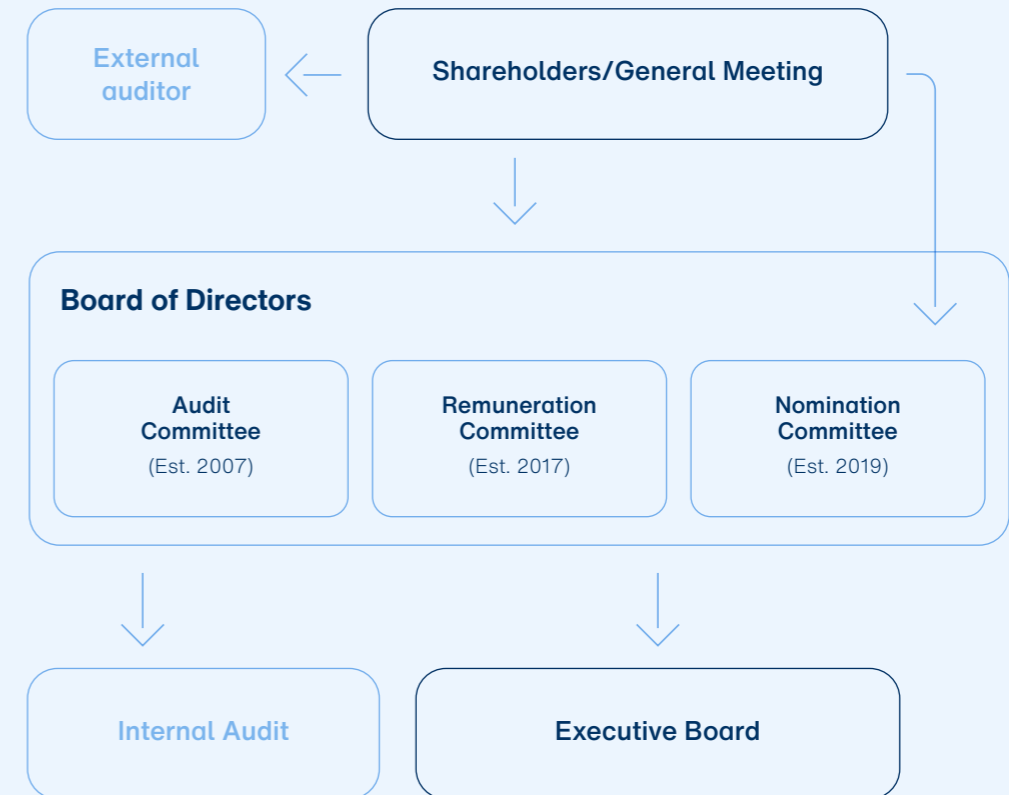 External
auditor
Shareholders/General Meeting
Board of Directors
Audit
Committee
(Est. 2007)
Remuneration
Committee
(Est. 2017)
Nomination
Committee
(Est. 2019)
Internal Audit
Executive Board